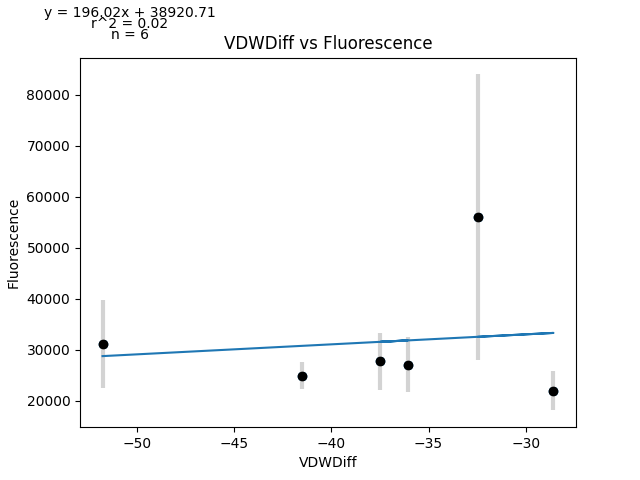 y = 196.02x + 38920.71
r^2 = 0.02
n = 6
VDWDiff vs Fluorescence
80000
70000
60000
50000
40000
30000
20000
Fluorescence
−50
−45
−40
−35
−30
VDWDiff